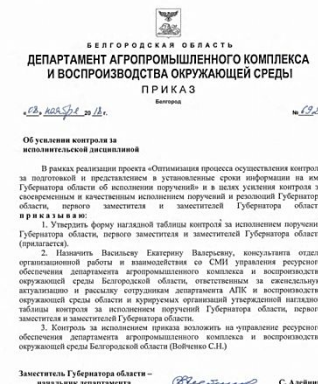 БЕЛГОРОДСКАЯ ОБЛАСТЬ
ДЕПАРТАМЕНТ АГРОПРОМЫШЛЕННОГО КОМПЛЕКСА
И ВОСПРОИЗВОДСТВА ОКРУЖАЮЩЕЙ СРЕДЫ
ПРИКАЗ
Белгород
ноября 20 №
Об усилении контроля за
исполнительской дисциплиной
В рамках реализации проекта «Оптимизация процесса осуществления контрол
за подготовкой и представлением в установленные сроки информации на им
Губернатора области об исполнении поручений» и в целях усиления контроля з
своевременным и качественным исполнением поручений и резолюций Губернатор
области, первого заместителя и заместителей Губернатора област
приказываю:
1. Утвердить форму наглядной таблицы контроля за исполнением поручени
Губернатора области, первого заместителя и заместителей Губернатора област
(прилагается).
2. Назначить Васильеву Екатерину Валерьевну, консультанта отдел
организационной работы и взаимодействия со СМИ управления ресурсног
обеспечения департамента агропромышленного комплекса и воспроизводств
окружающей среды Белгородской области, ответственным за еженедельну
актуализацию и рассылку сотрудникам департамента АПК и воспроизводств
окружающей среды области и курируемых организаций утвержденной наглядно
таблицы контроля за исполнением поручений Губернатора области, первог
заместителя и заместителей Губернатора области.
3. Контроль за исполнением приказа возложить на управление ресурсног
обеспечения департамента агропромышленного комплекса и воспроизводств
окружающей среды Белгородской области (Войченко С.Н.)
Заместитель Губернатора области –
начальник департамента С. Алейни